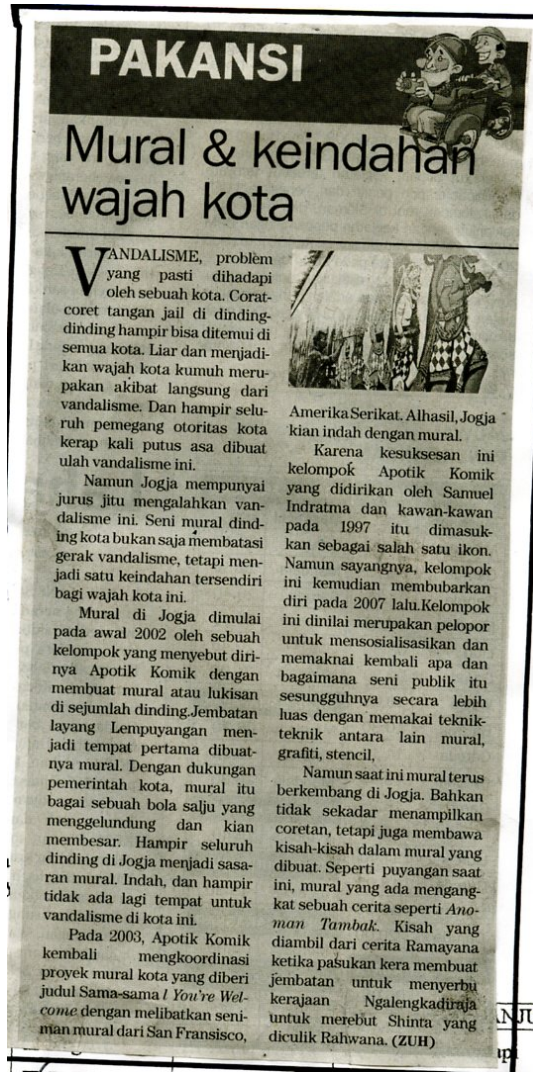 PAKANSI
Mural & keindahan
wajah kota
VANDALISME, problem
yang pasti dihadapi
oleh sebuah kota. Corat-
coret tangan jail di dinding-
dinding hampir bisa ditemui di
semua kota. Liar dan menjadi-
kan wajah kota kumuh meru-
pakan akibat langsung dari
vandalisme. Dan hampir selu-
ruh pemegang otoritas kota
kerap kali putus asa dibuat
ulah vandalisme ini.
Namun Jogja mempunyai
jurus jitu mengalahkan van-
dalisme ini. Seni mural dind-
ing kota bukan saja membatasi
gerak vandalisme, tetapi men-
jadi satu keindahan tersendiri
bagi wajah kota ini.
Mural di Jogja dimulai
pada awal 2002 oleh sebuah
kelompok yang menyebut diri-
nya Apotik Komik dengan
membuat mural atau lukisan
di sejumlah dinding.Jembatan
layang Lempuyangan men-
jadi tempat pertama dibuat-
nya mural. Dengan dukungan
pemerintah kota, mural itu
bagai sebuah bola salju yang
menggelundung dan kian
membesar. Hampir seluruh
dinding di Jogja menjadi sasa-
ran mural. Indah, dan hampir
tidak ada lagi tempat untuk
vandalisme di kota ini.
Pada 2003, Apotik Komik
kembali mengkoordinasi
proyek mural kota yang diberi
judul Sama-sama l You're Wel-
come dengan melibatkan seni-
man mural dari San Fransisco,
Amerika Serikat. Alhasil, Jogja
kian indah dengan mural.
Karena kesuksesan ini
kelompok Apotik Komik
yang didirikan oleh Samuel
Indratma dan kawan-kawan
pada 1997 itu dimasuk-
kan sebagai salah satu ikon.
Namun sayangnya, kelompok
ini kemudian membubarkan
diri pada 2007 lalu.Kelompok
ini dinilai merupakan pelopor
untuk mensosialisasikan dan
memaknai kembali apa dan
bagaimana seni publik itu
sesungguhnya secara lebih
luas dengan memakai teknik-
teknik antara lain mural,
grafiti, stencil,
Namun saat ini mural terus
berkembang di Jogja. Bahkan
tidak sekadar menampilkan
coretan, tetapi juga membawa
kisah-kisah dalam mural yang
dibuat. Seperti puyangan saat
ini, mural yang ada mengang-
kat sebuah cerita seperti Ano-
man Tambak. Kisah yang
diambil dari cerita Ramayana
ketika pasukan kera membuat
jembatan untuk menyerbu
kerajaan Ngalengkadiraja
untuk merebut Shinta yang
diculik Rahwana. (ZUH)